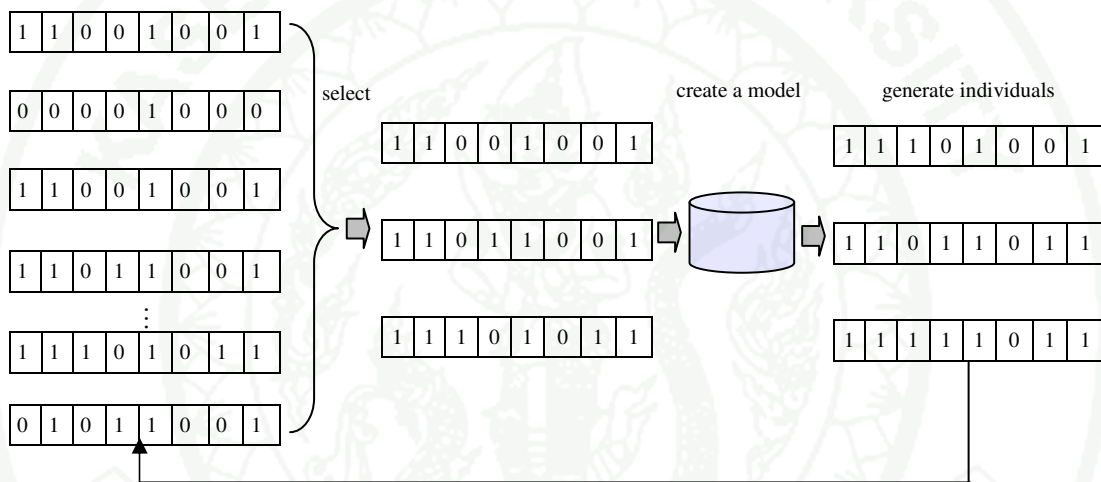 1 1 0 0 1 0 0 1
0 0 0 0 1 0 0 0
1 1 0 0 1 0 0 1
1 1 0 1 1 0 0 1
⋮
1 1 1 0 1 0 1 1
0 1 0 1 1 0 0 1
select
1 1 0 0 1 0 0 1
1 1 0 1 1 0 0 1
1 1 1 0 1 0 1 1
create a model
generate individuals
1 1 1 0 1 0 0 1
1 1 0 1 1 0 1 1
1 1 1 1 1 0 1 1